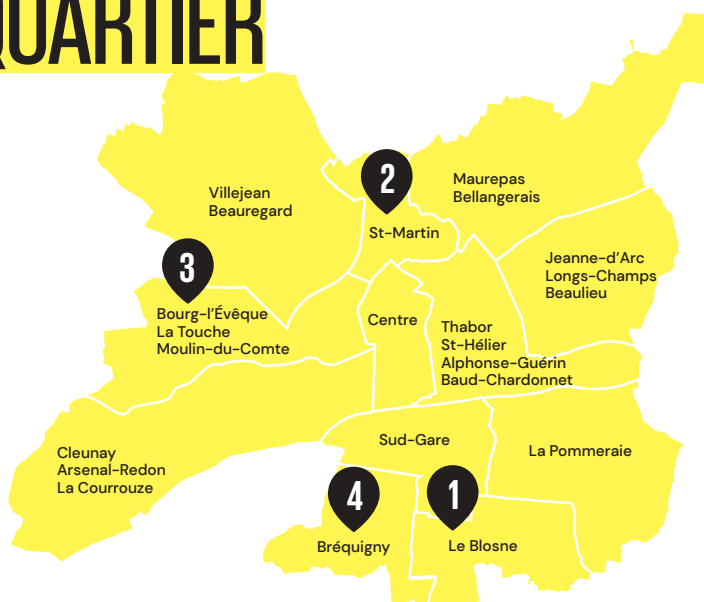 QUARTIER
2
Maurepas
Bellangerais
Villejean
Beauregard
St-Martin
3
Jeanne-d’Arc
Longs-Champs
Beaulieu
Bourg-l’Évêque
La Touche
Moulin-du-Comte
Centre
Thabor
St-Hélier
Alphonse-Guérin
Baud-Chardonnet
Sud-Gare
La Pommeraie
Cleunay
Arsenal-Redon
La Courrouze
4
1
Bréquigny
Le Blosne